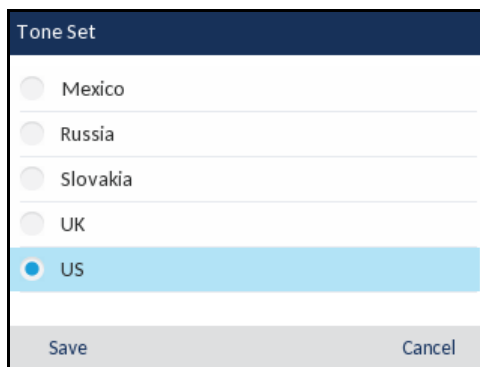 Tone Set
Mexico
Russia
Slovakia
UK
US
Save Cancel